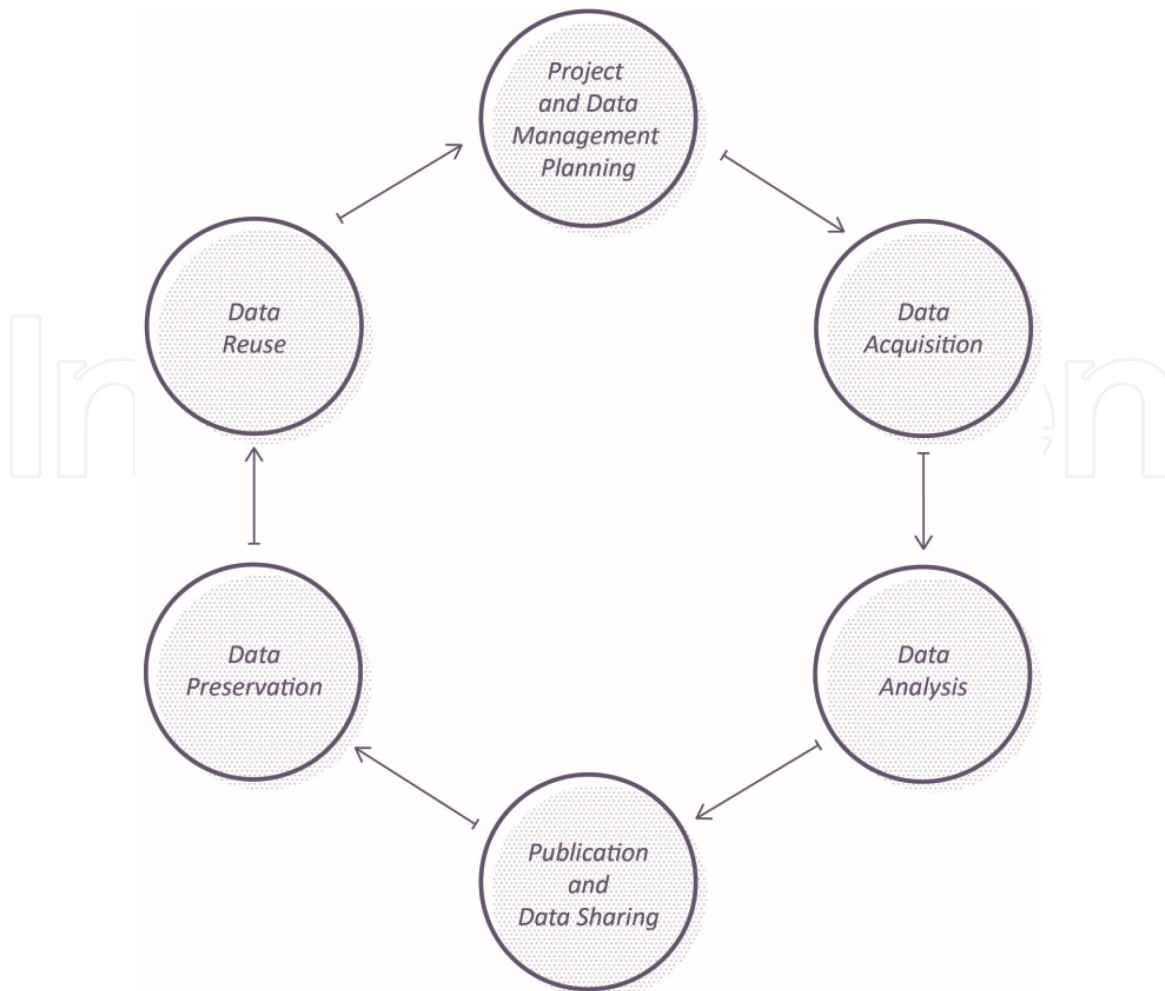 Project
and Data
Management
Planning
Data
Acquisition
Data
Analysis
Publication
and
Data Sharing
Data
Preservation
Data
Reuse